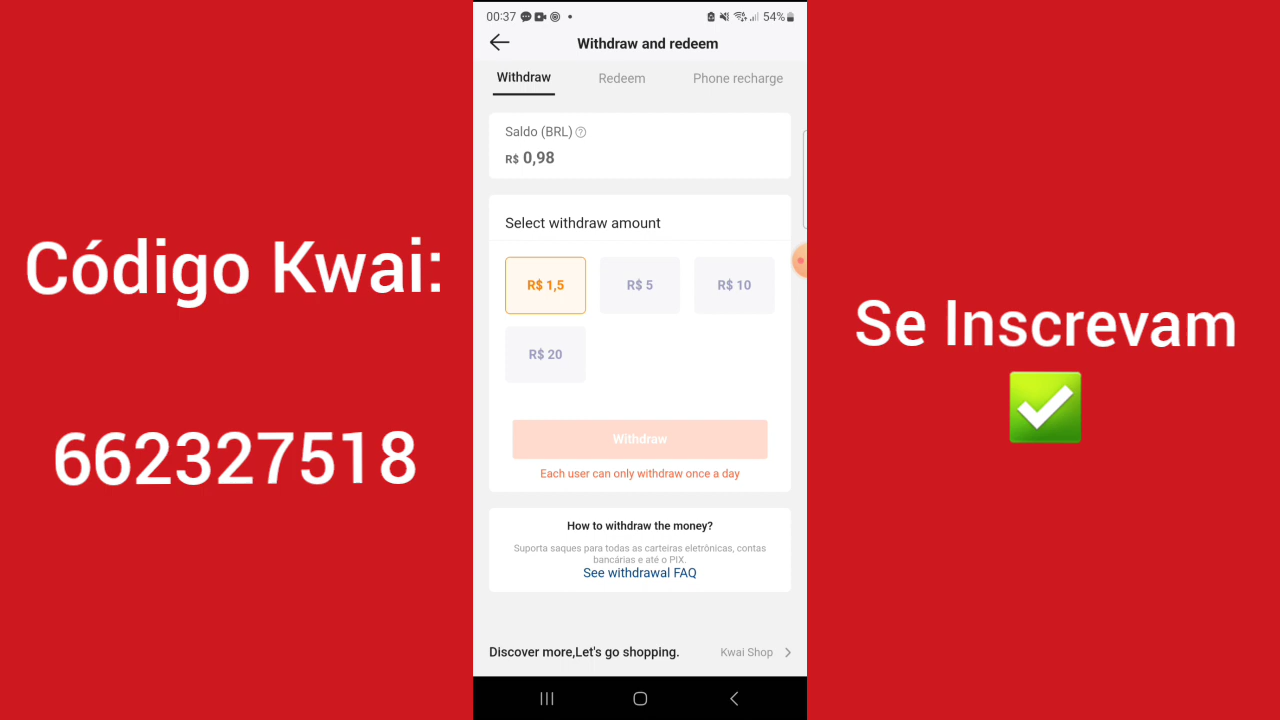 00:37
54%
Withdraw and redeem
Withdraw
Redeem
Phone recharge
Saldo (BRL)
R$ 0,98
Select withdraw amount
R$ 1,5
R$ 5
R$ 10
R$ 20
Withdraw
Each user can only withdraw once a day
How to withdraw the money?
Suporta saques para todas as carteiras eletrônicas, contas
bancárias e até o PIX.
See withdrawal FAQ
Discover more,Let's go shopping.
Kwai Shop
Código Kwai:
662327518
Se Inscrevam